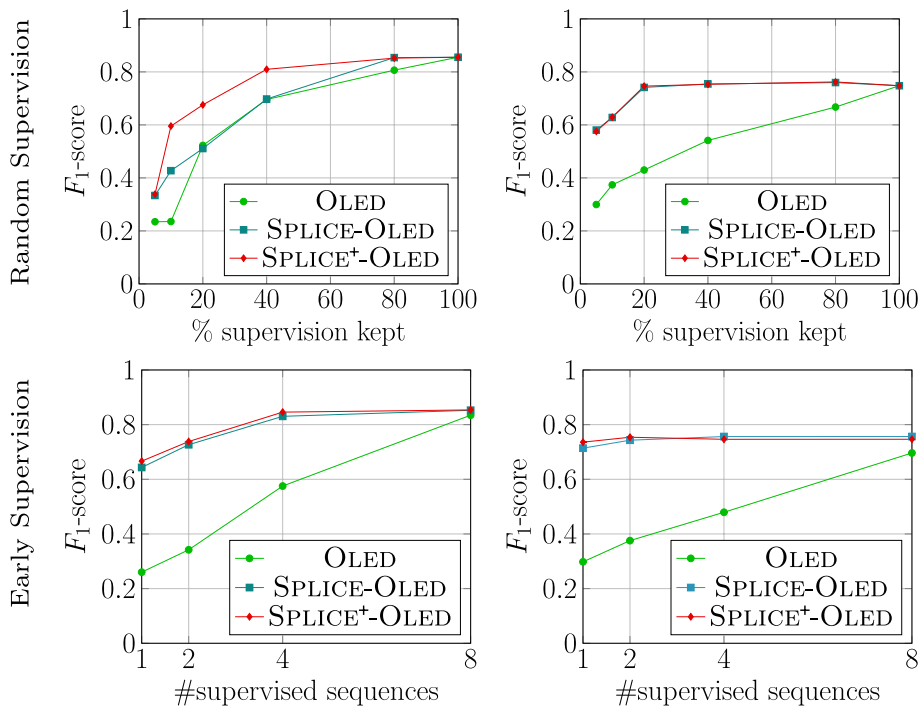 Random Supervision
F₁-score
1
0.8
0.6
0.4
0.2
0
0 20 40 60 80 100
% supervision kept
OLED
SPLICE-OLED
SPLICE⁺-OLED
F₁-score
1
0.8
0.6
0.4
0.2
0
0 20 40 60 80 100
% supervision kept
OLED
SPLICE-OLED
SPLICE⁺-OLED
Early Supervision
F₁-score
1
0.8
0.6
0.4
0.2
0
1 2 4 8
#supervised sequences
OLED
SPLICE-OLED
SPLICE⁺-OLED
F₁-score
1
0.8
0.6
0.4
0.2
0
1 2 4 8
#supervised sequences
OLED
SPLICE-OLED
SPLICE⁺-OLED